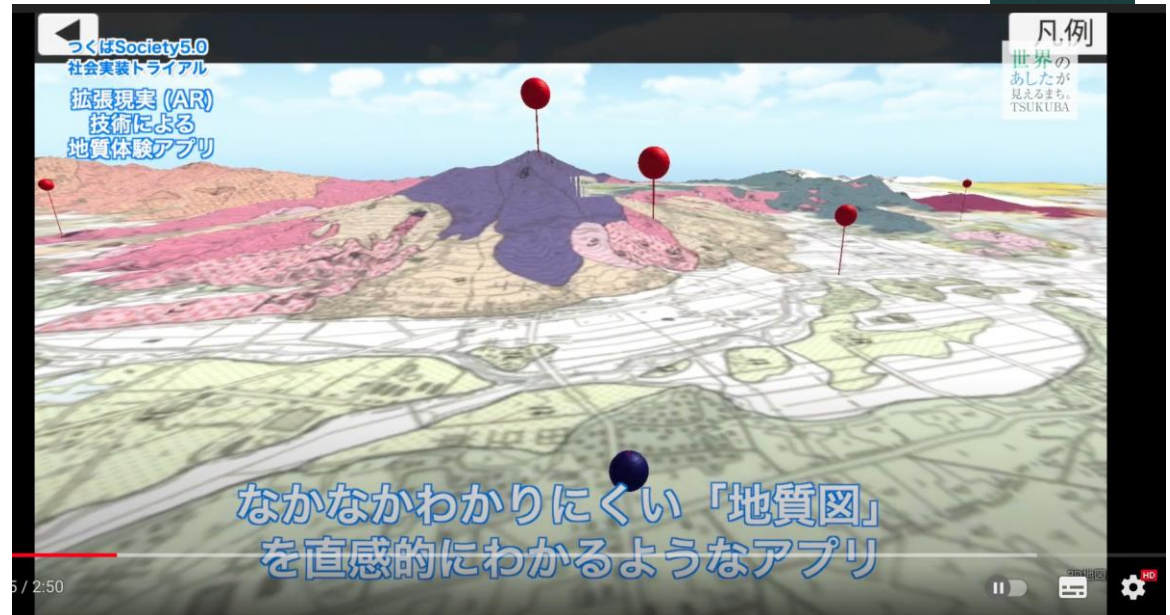 凡例
つくばSociety5.0
社会実装トライアル
拡張現実 (AR)
技術による
地質体験アプリ
世界の
あしたが
見えるまち。
TSUKUBA
なかなかわかりにくい「地質図」
を直感的にわかるようなアプリ
5 / 2:50
HD